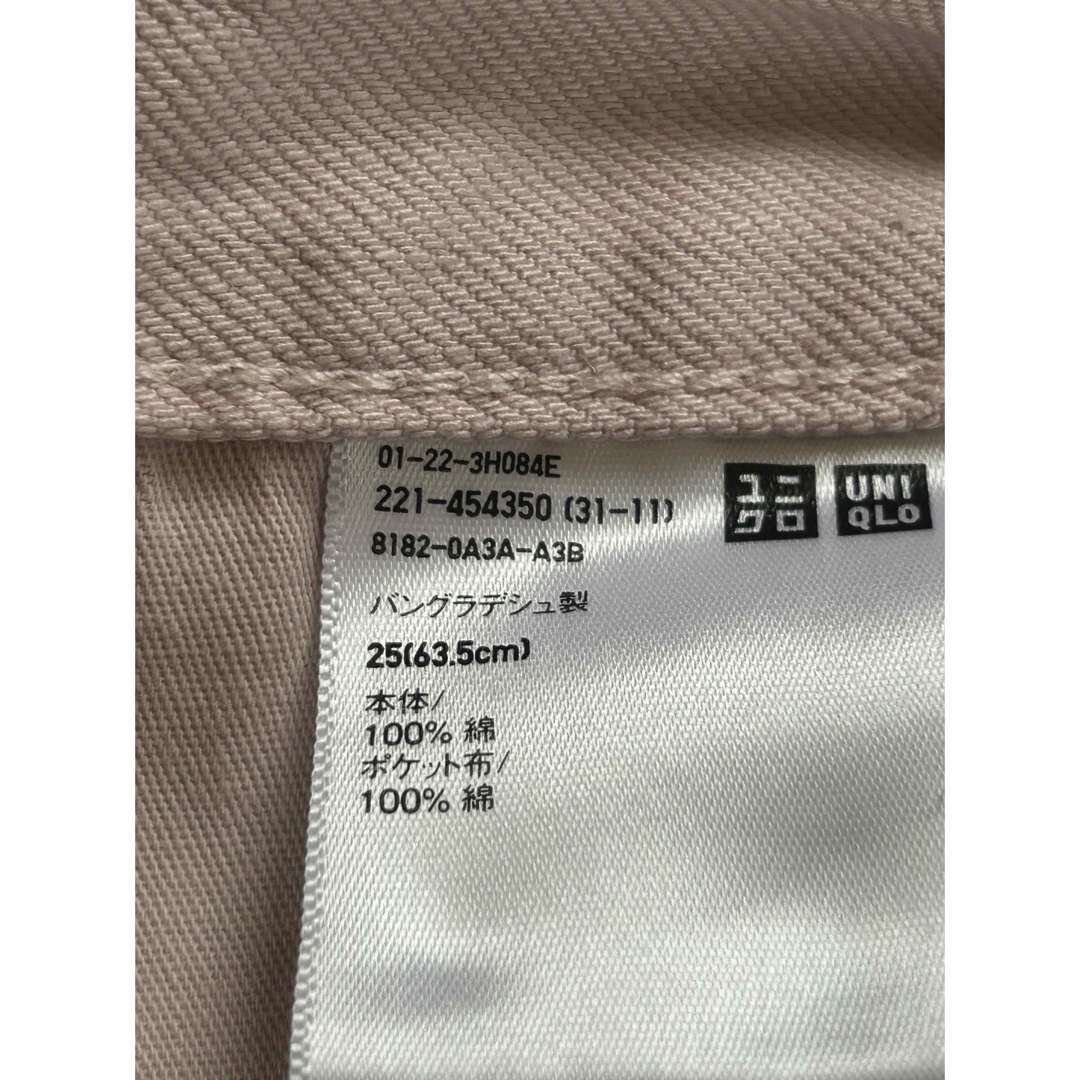 01-22-3H084E
221-454350 (31-11)
8182-0A3A-A3B
バングラデシュ製
25(63.5cm)
本体/
100% 綿
ポケット布/
100% 綿
ユニ
クロ
UNI
QLO